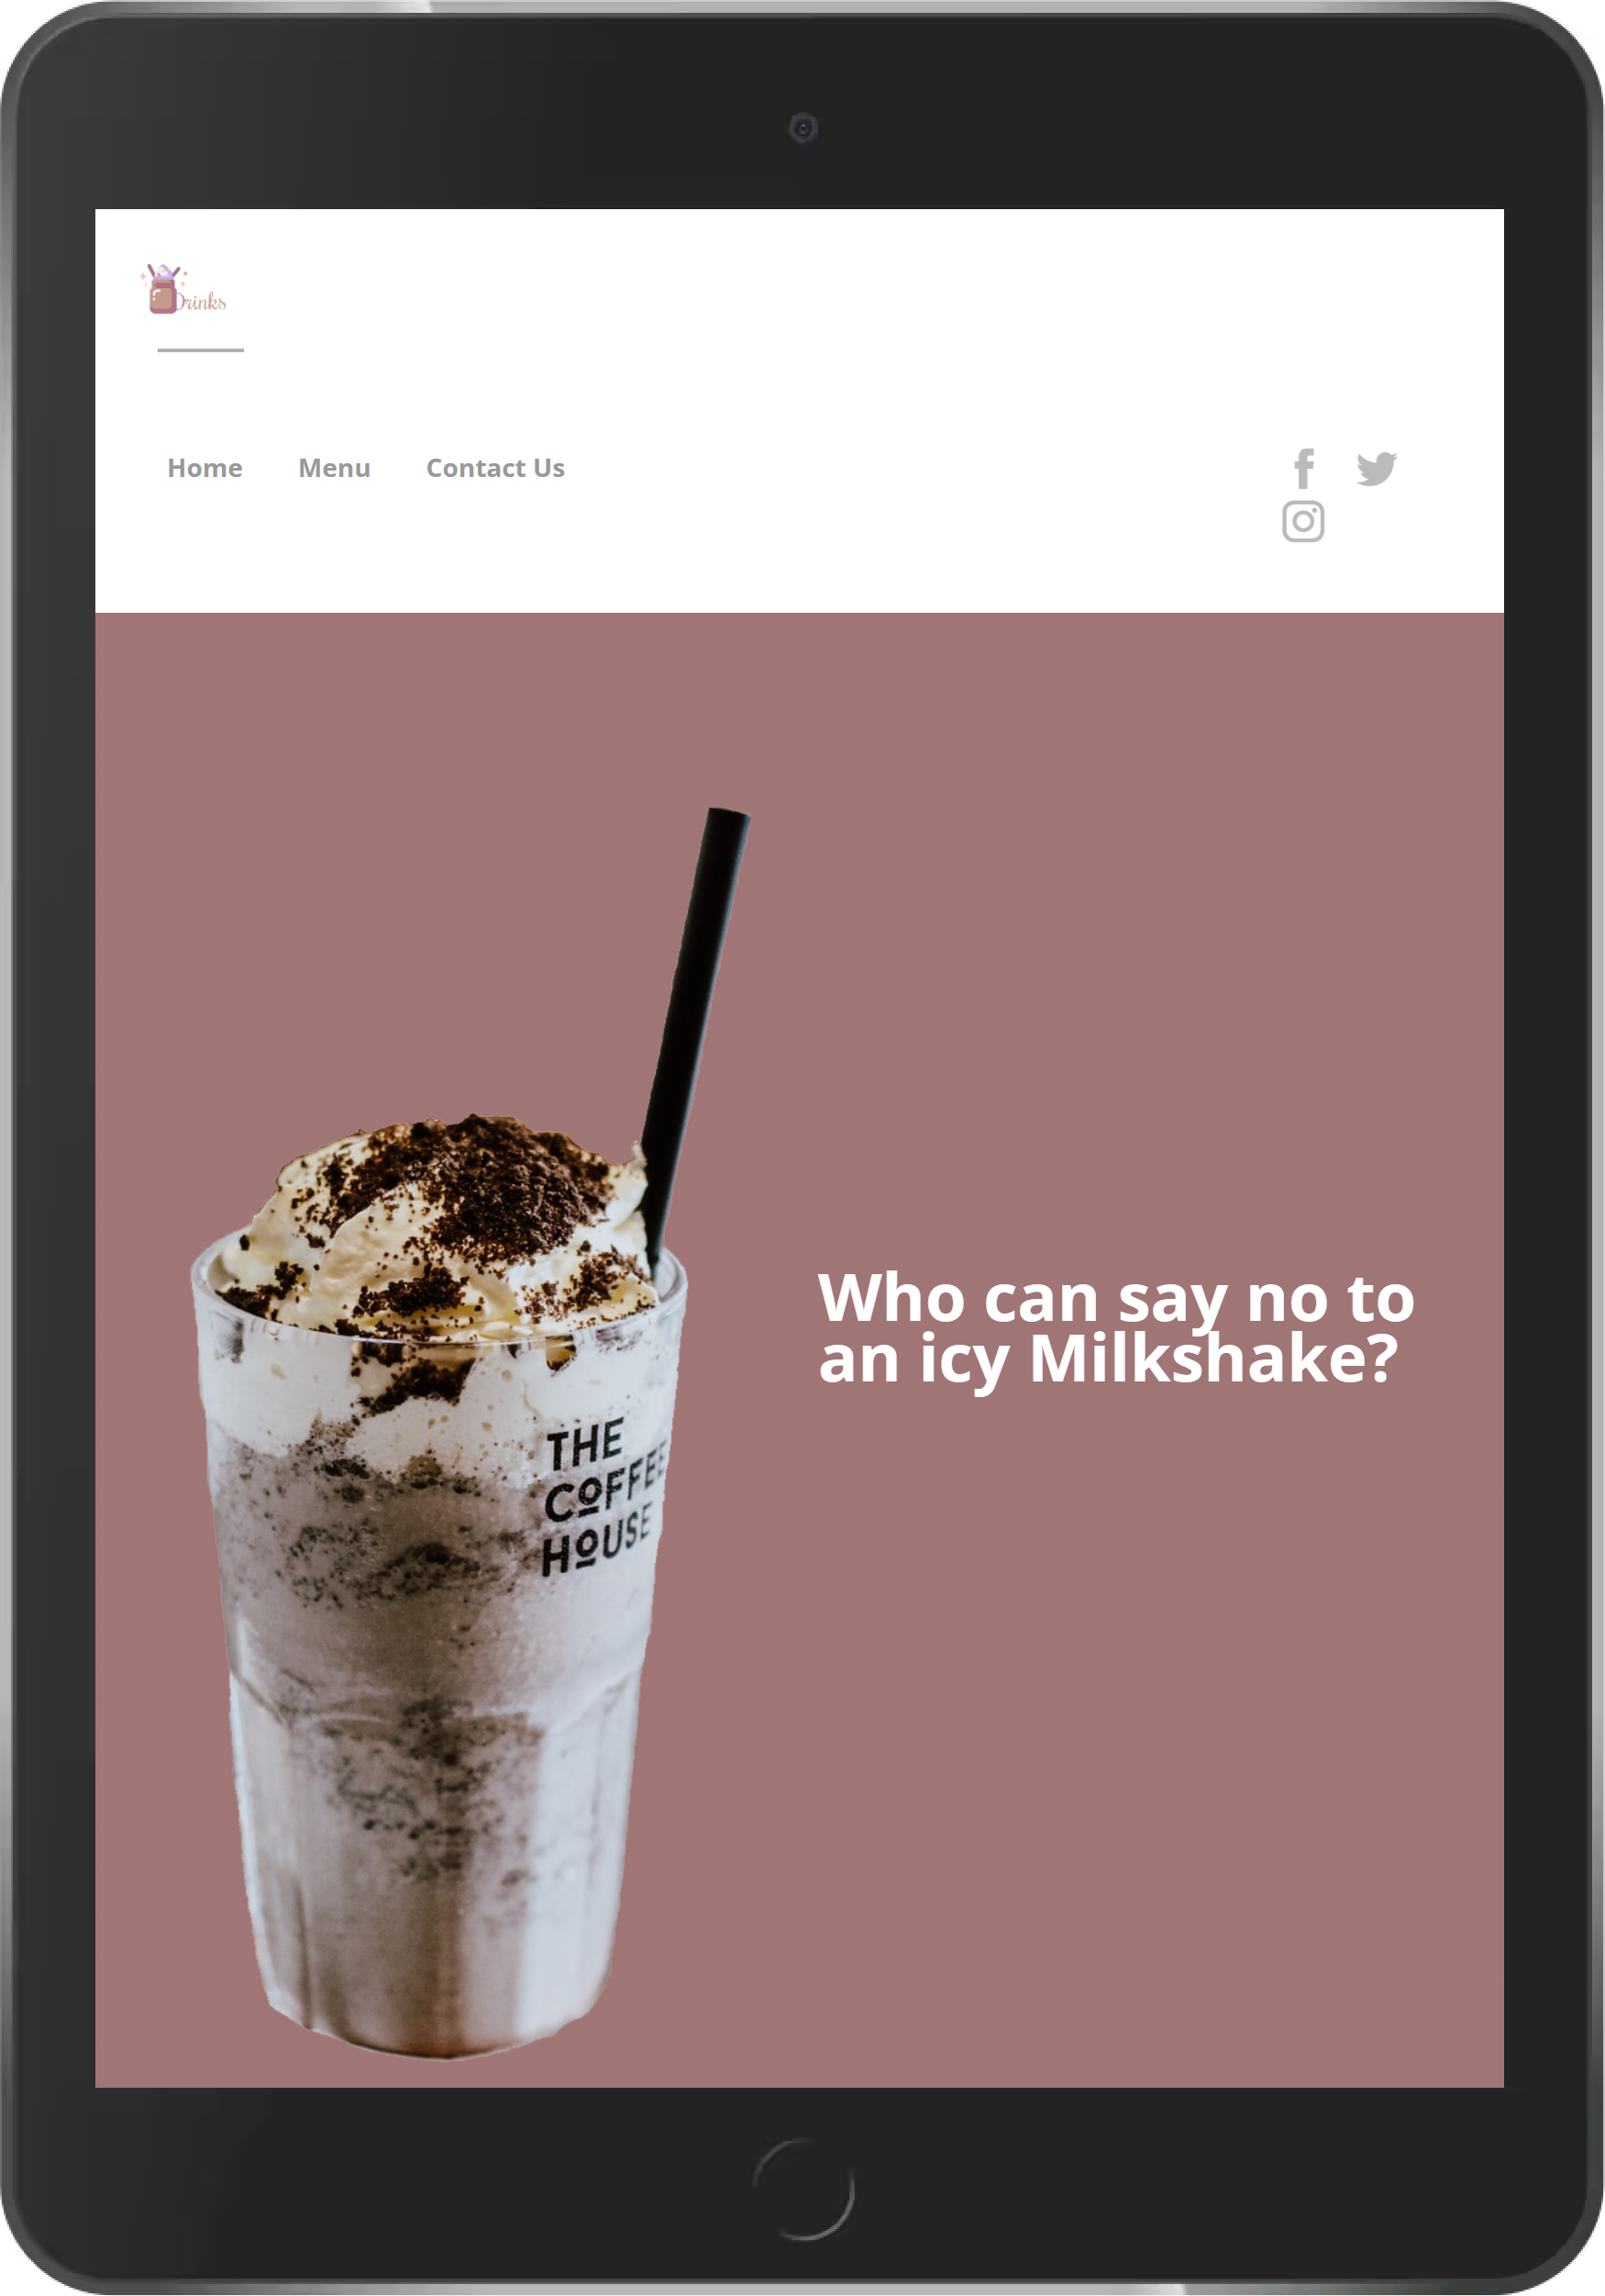 Drinks
Home Menu Contact Us
Who can say no to
an icy Milkshake?
THE
COFFEE
HOUSE